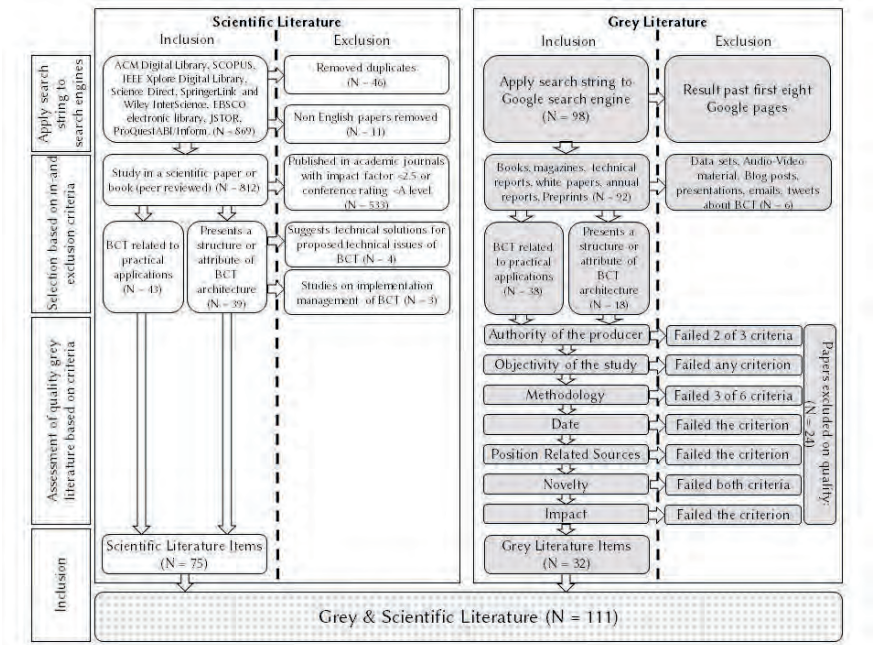 Scientific Literature
Inclusion
Exclusion
Apply search
string to
search engines
ACM Digital Library, SCOPUS,
IEEE Xplore Digital Library,
Science Direct, SpringerLink and
Wiley InterScience, EBSCO
electronic library, JSTOR,
ProQuestABI/Inform (N – 869)
Removed duplicates
(N – 46)
Non English papers removed
(N – 11)
Selection based on in-and
exclusion criteria
Study in a scientific paper or
book (peer reviewed) (N – 812)
Published in academic journals
with impact factor <2.5 or
conference rating <A level
(N – 533)
BCT related to
practical
applications
(N – 43)
Presents a
structure or
attribute of
BCT
architecture
(N – 39)
Suggests technical solutions for
proposed technical issues of
BCT (N – 4)
Studies on implementation
management of BCT (N – 3)
Assessment of quality grey
literature based on criteria
Inclusion
Scientific Literature Items
(N = 75)
Grey Literature
Inclusion
Exclusion
Apply search string to
Google search engine
(N = 98)
Result past first eight
Google pages
Books, magazines, technical
reports, white papers, annual
reports, Preprints (N – 92)
Data sets, Audio-Video
material, Blog posts,
presentations, emails, tweets
about BCT (N – 6)
BCT related
to practical
applications
(N – 38)
Presents a
structure or
attribute of
BCT
architecture
(N – 18)
Authority of the producer
Failed 2 of 3 criteria
Objectivity of the study
Failed any criterion
Methodology
Failed 3 of 6 criteria
Date
Failed the criterion
Position Related Sources
Failed the criterion
Novelty
Failed both criteria
Impact
Failed the criterion
Papers excluded on quality:
(N = 24)
Grey Literature Items
(N = 32)
Grey & Scientific Literature (N = 111)